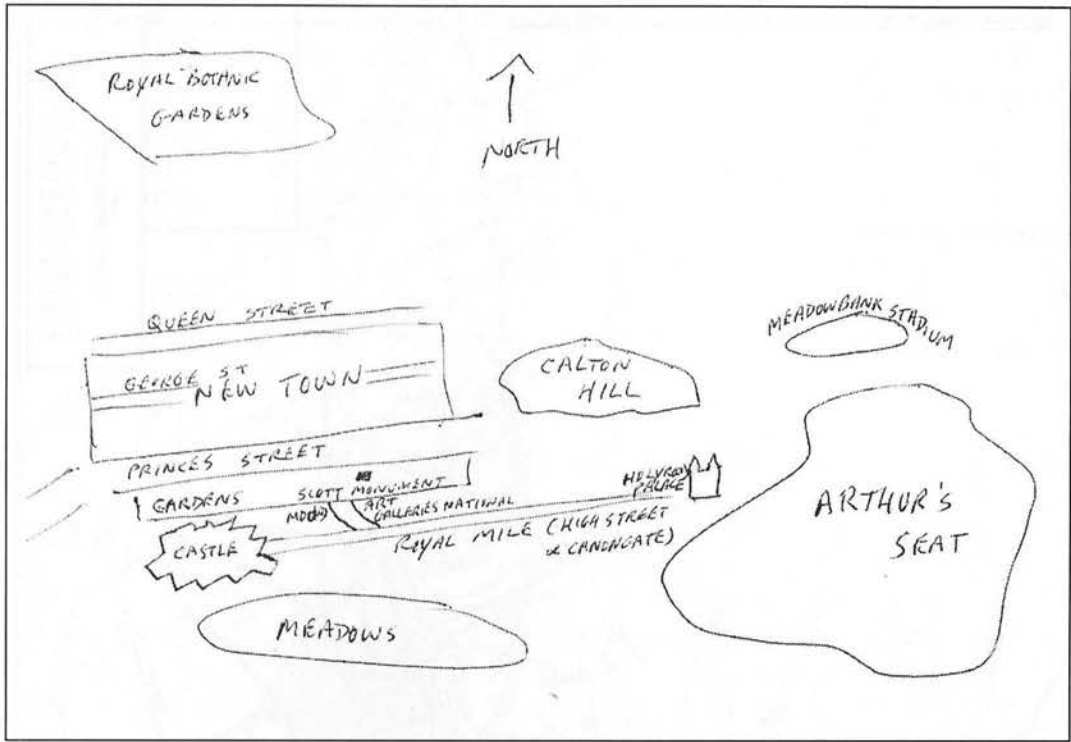 ROYAL BOTANIC
GARDENS
NORTH
QUEEN STREET
MEADOWBANK STADIUM
GEORGE ST
NEW TOWN
CALTON
HILL
PRINCES STREET
GARDENS
SCOTT MONUMENT
ART
GALLERIES NATIONAL
HOLYROOD
PALACE
ROYAL MILE (HIGH STREET
& CANONGATE)
CASTLE
ARTHUR'S
SEAT
MEADOWS